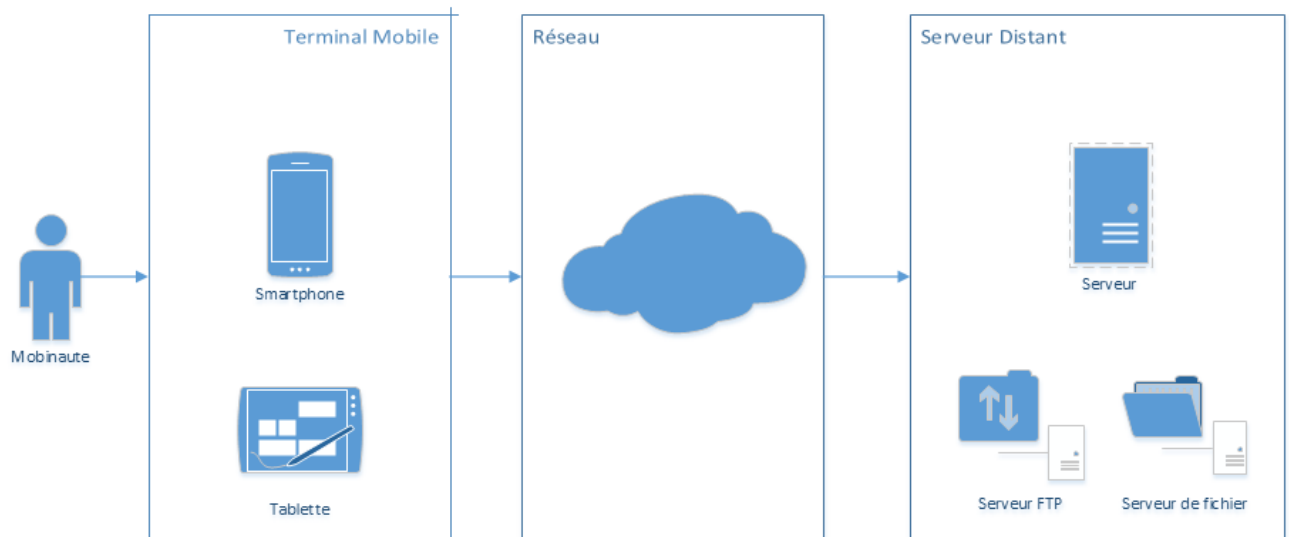 Terminal Mobile
Réseau
Serveur Distant
Smartphone
Serveur
Mobinaute
Tablette
Serveur FTP
Serveur de fichier